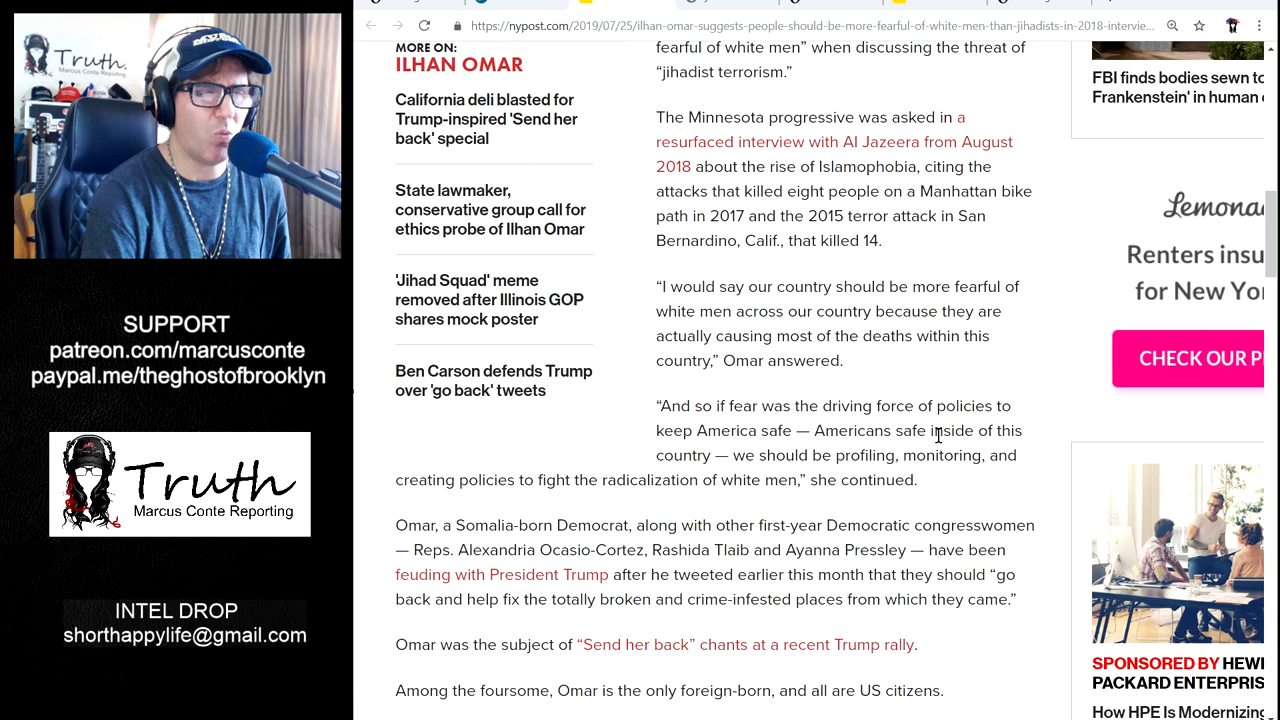 Truth.
Marcus Conte Reporting
SUPPORT
patreon.com/marcusconte
paypal.me/theghostofbrooklyn
Truth
Marcus Conte Reporting
INTEL DROP
shorthappylife@gmail.com
https://nypost.com/2019/07/25/ilhan-omar-suggests-people-should-be-more-fearful-of-white-men-than-jihadists-in-2018-intervie...
MORE ON:
ILHAN OMAR
California deli blasted for
Trump-inspired 'Send her
back' special
State lawmaker,
conservative group call for
ethics probe of Ilhan Omar
'Jihad Squad' meme
removed after Illinois GOP
shares mock poster
Ben Carson defends Trump
over 'go back' tweets
fearful of white men” when discussing the threat of
“jihadist terrorism.”
The Minnesota progressive was asked in a
resurfaced interview with Al Jazeera from August
2018 about the rise of Islamophobia, citing the
attacks that killed eight people on a Manhattan bike
path in 2017 and the 2015 terror attack in San
Bernardino, Calif., that killed 14.
“I would say our country should be more fearful of
white men across our country because they are
actually causing most of the deaths within this
country,” Omar answered.
“And so if fear was the driving force of policies to
keep America safe — Americans safe inside of this
country — we should be profiling, monitoring, and
creating policies to fight the radicalization of white men,” she continued.
Omar, a Somalia-born Democrat, along with other first-year Democratic congresswomen
— Reps. Alexandria Ocasio-Cortez, Rashida Tlaib and Ayanna Pressley — have been
feuding with President Trump after he tweeted earlier this month that they should “go
back and help fix the totally broken and crime-infested places from which they came.”
Omar was the subject of “Send her back” chants at a recent Trump rally.
Among the foursome, Omar is the only foreign-born, and all are US citizens.
FBI finds bodies sewn to
Frankenstein' in human
Lemona
Renters insu
for New Yo
CHECK OUR P
SPONSORED BY HEW
PACKARD ENTERPRIS
How HPE Is Modernizing